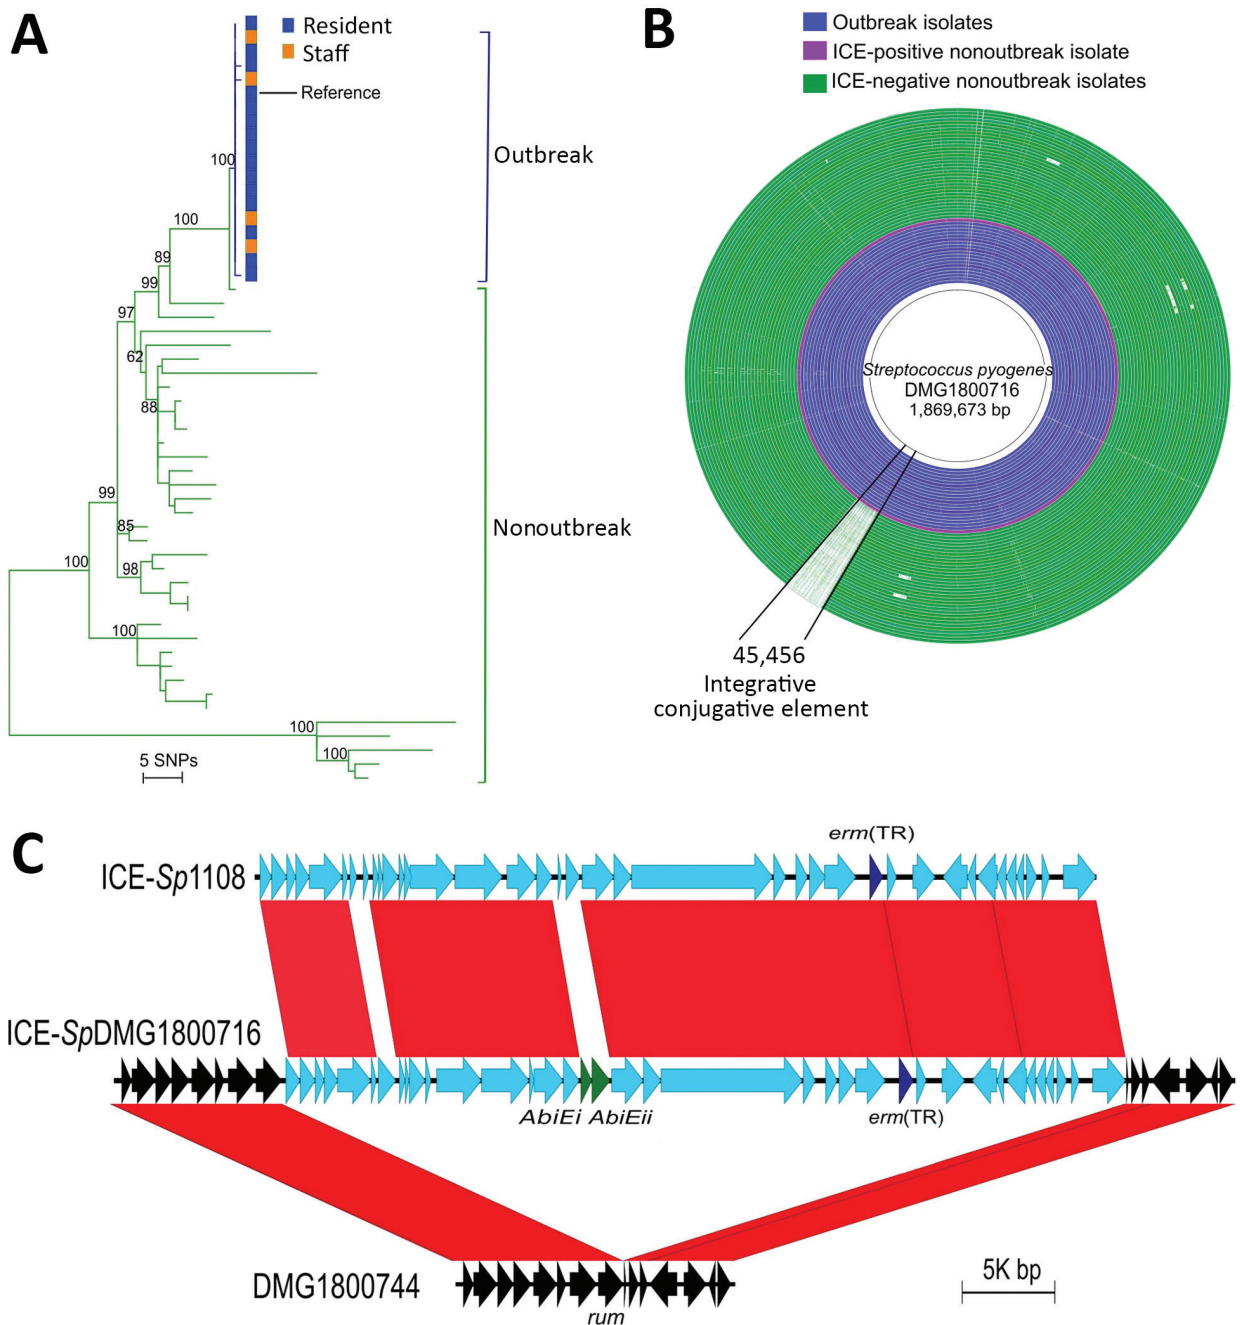 A
Resident
Staff
Reference
Outbreak
Nonoutbreak
100
100
89
99
97
62
88
99
85
100
98
100
100
100
5 SNPs
B
Outbreak isolates
ICE-positive nonoutbreak isolate
ICE-negative nonoutbreak isolates
Streptococcus pyogenes
DMG1800716
1,869,673 bp
45,456
Integrative
conjugative element
C
erm(TR)
ICE-Sp1108
ICE-SpDMG1800716
AbiEi AbiEii
erm(TR)
DMG1800744
rum
5K bp